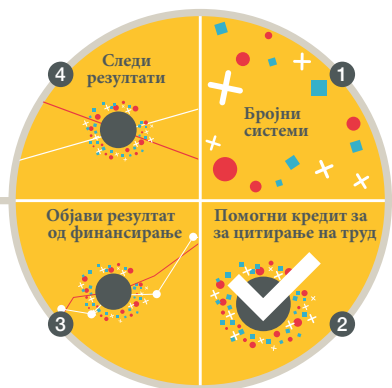 1
Бројни
системи
2
Помогни кредит за
за цитирање на труд
3
Објави резултат
од финансирање
4
Следи
резултати